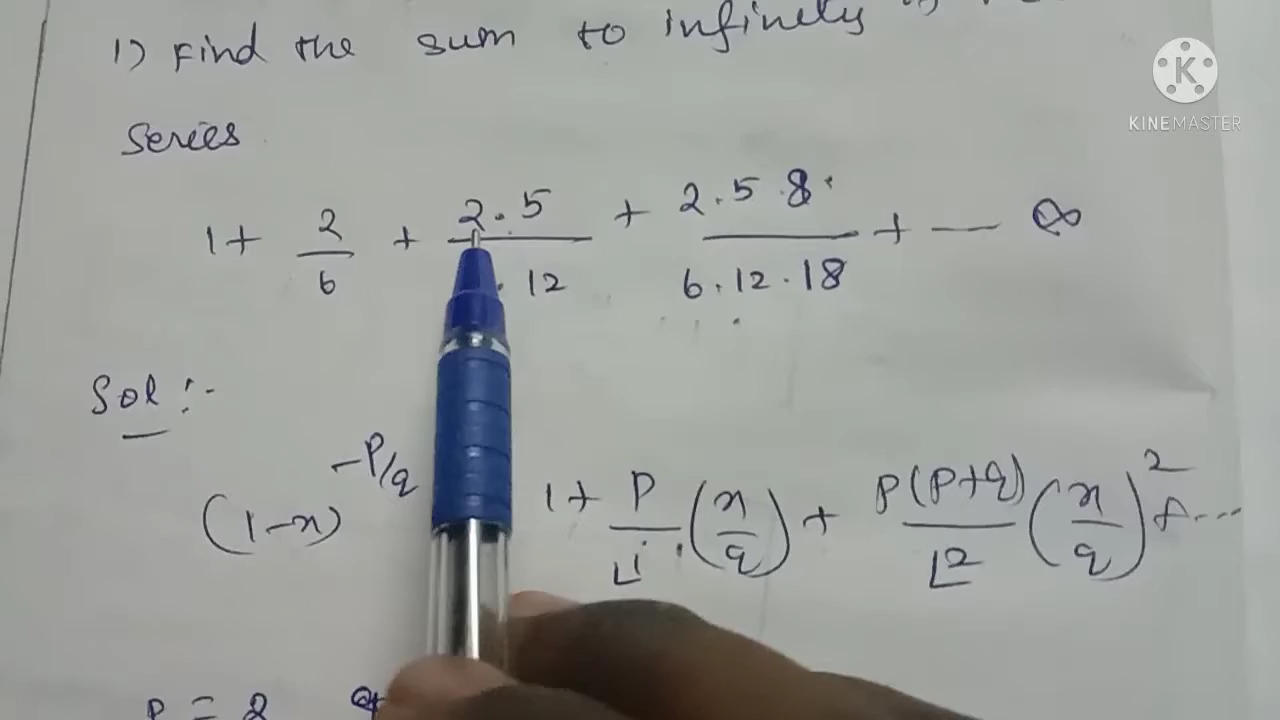 1) Find the sum to infinity
Series
1 + 2/6 + 2.5/. 12 + 2.5.8/6.12.18 + — ∞
Sol :-
(1-x)^-P/q 1 + P/⌊1 (x/q) + P(P+q)/⌊2 (x/q)^2 + ...
P = 2
K
KINEMASTER